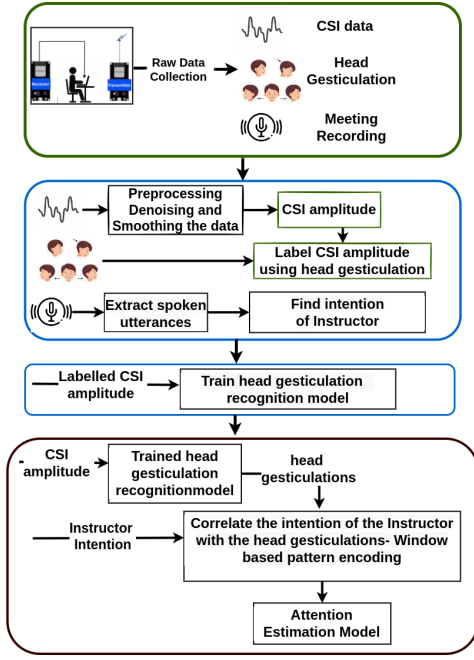 CSI data
Raw Data
Collection
Head
Gesticulation
Receiver
Transmitter
Meeting
Recording
Preprocessing
Denoising and
Smoothing the data
CSI amplitude
Label CSI amplitude
using head gesticulation
Extract spoken
utterances
Find intention
of Instructor
Labelled CSI
amplitude
Train head gesticulation
recognition model
CSI
amplitude
Trained head
gesticulation
recognitionmodel
head
gesticulations
Instructor
Intention
Correlate the intention of the Instructor
with the head gesticulations- Window
based pattern encoding
Attention
Estimation Model